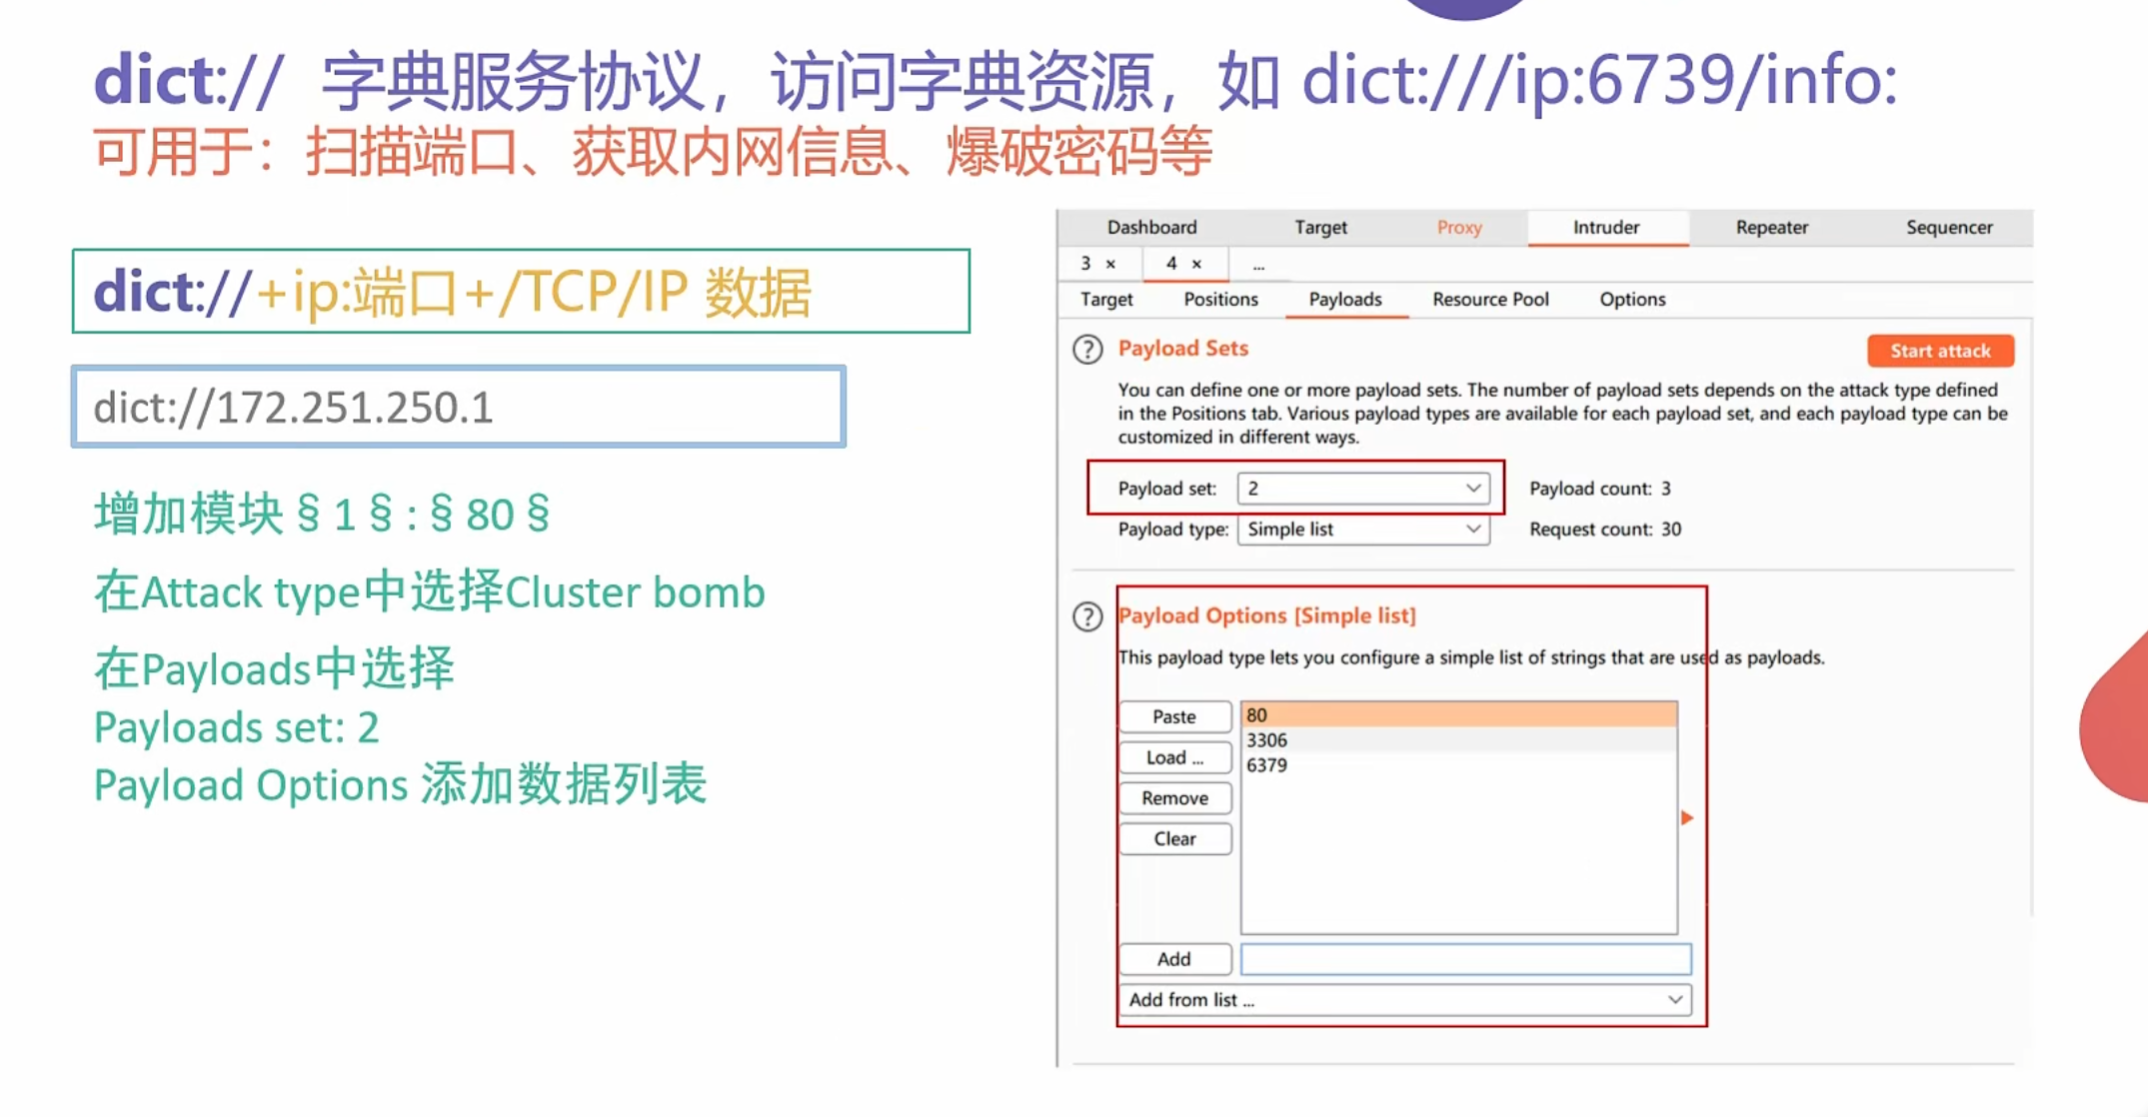 dict:// 字典服务协议，访问字典资源，如 dict:///ip:6739/info:
可用于：扫描端口、获取内网信息、爆破密码等
dict://+ip:端口+/TCP/IP 数据
dict://172.251.250.1
增加模块§1§:§80§
在Attack type中选择Cluster bomb
在Payloads中选择
Payloads set: 2
Payload Options 添加数据列表
Dashboard Target Proxy Intruder Repeater Sequencer
3 × 4 × ...
Target Positions Payloads Resource Pool Options
? Payload Sets Start attack
You can define one or more payload sets. The number of payload sets depends on the attack type defined
in the Positions tab. Various payload types are available for each payload set, and each payload type can be
customized in different ways.
Payload set: 2 Payload count: 3
Payload type: Simple list Request count: 30
? Payload Options [Simple list]
This payload type lets you configure a simple list of strings that are used as payloads.
Paste 80
3306
Load ... 6379
Remove
Clear
Add
Add from list ...